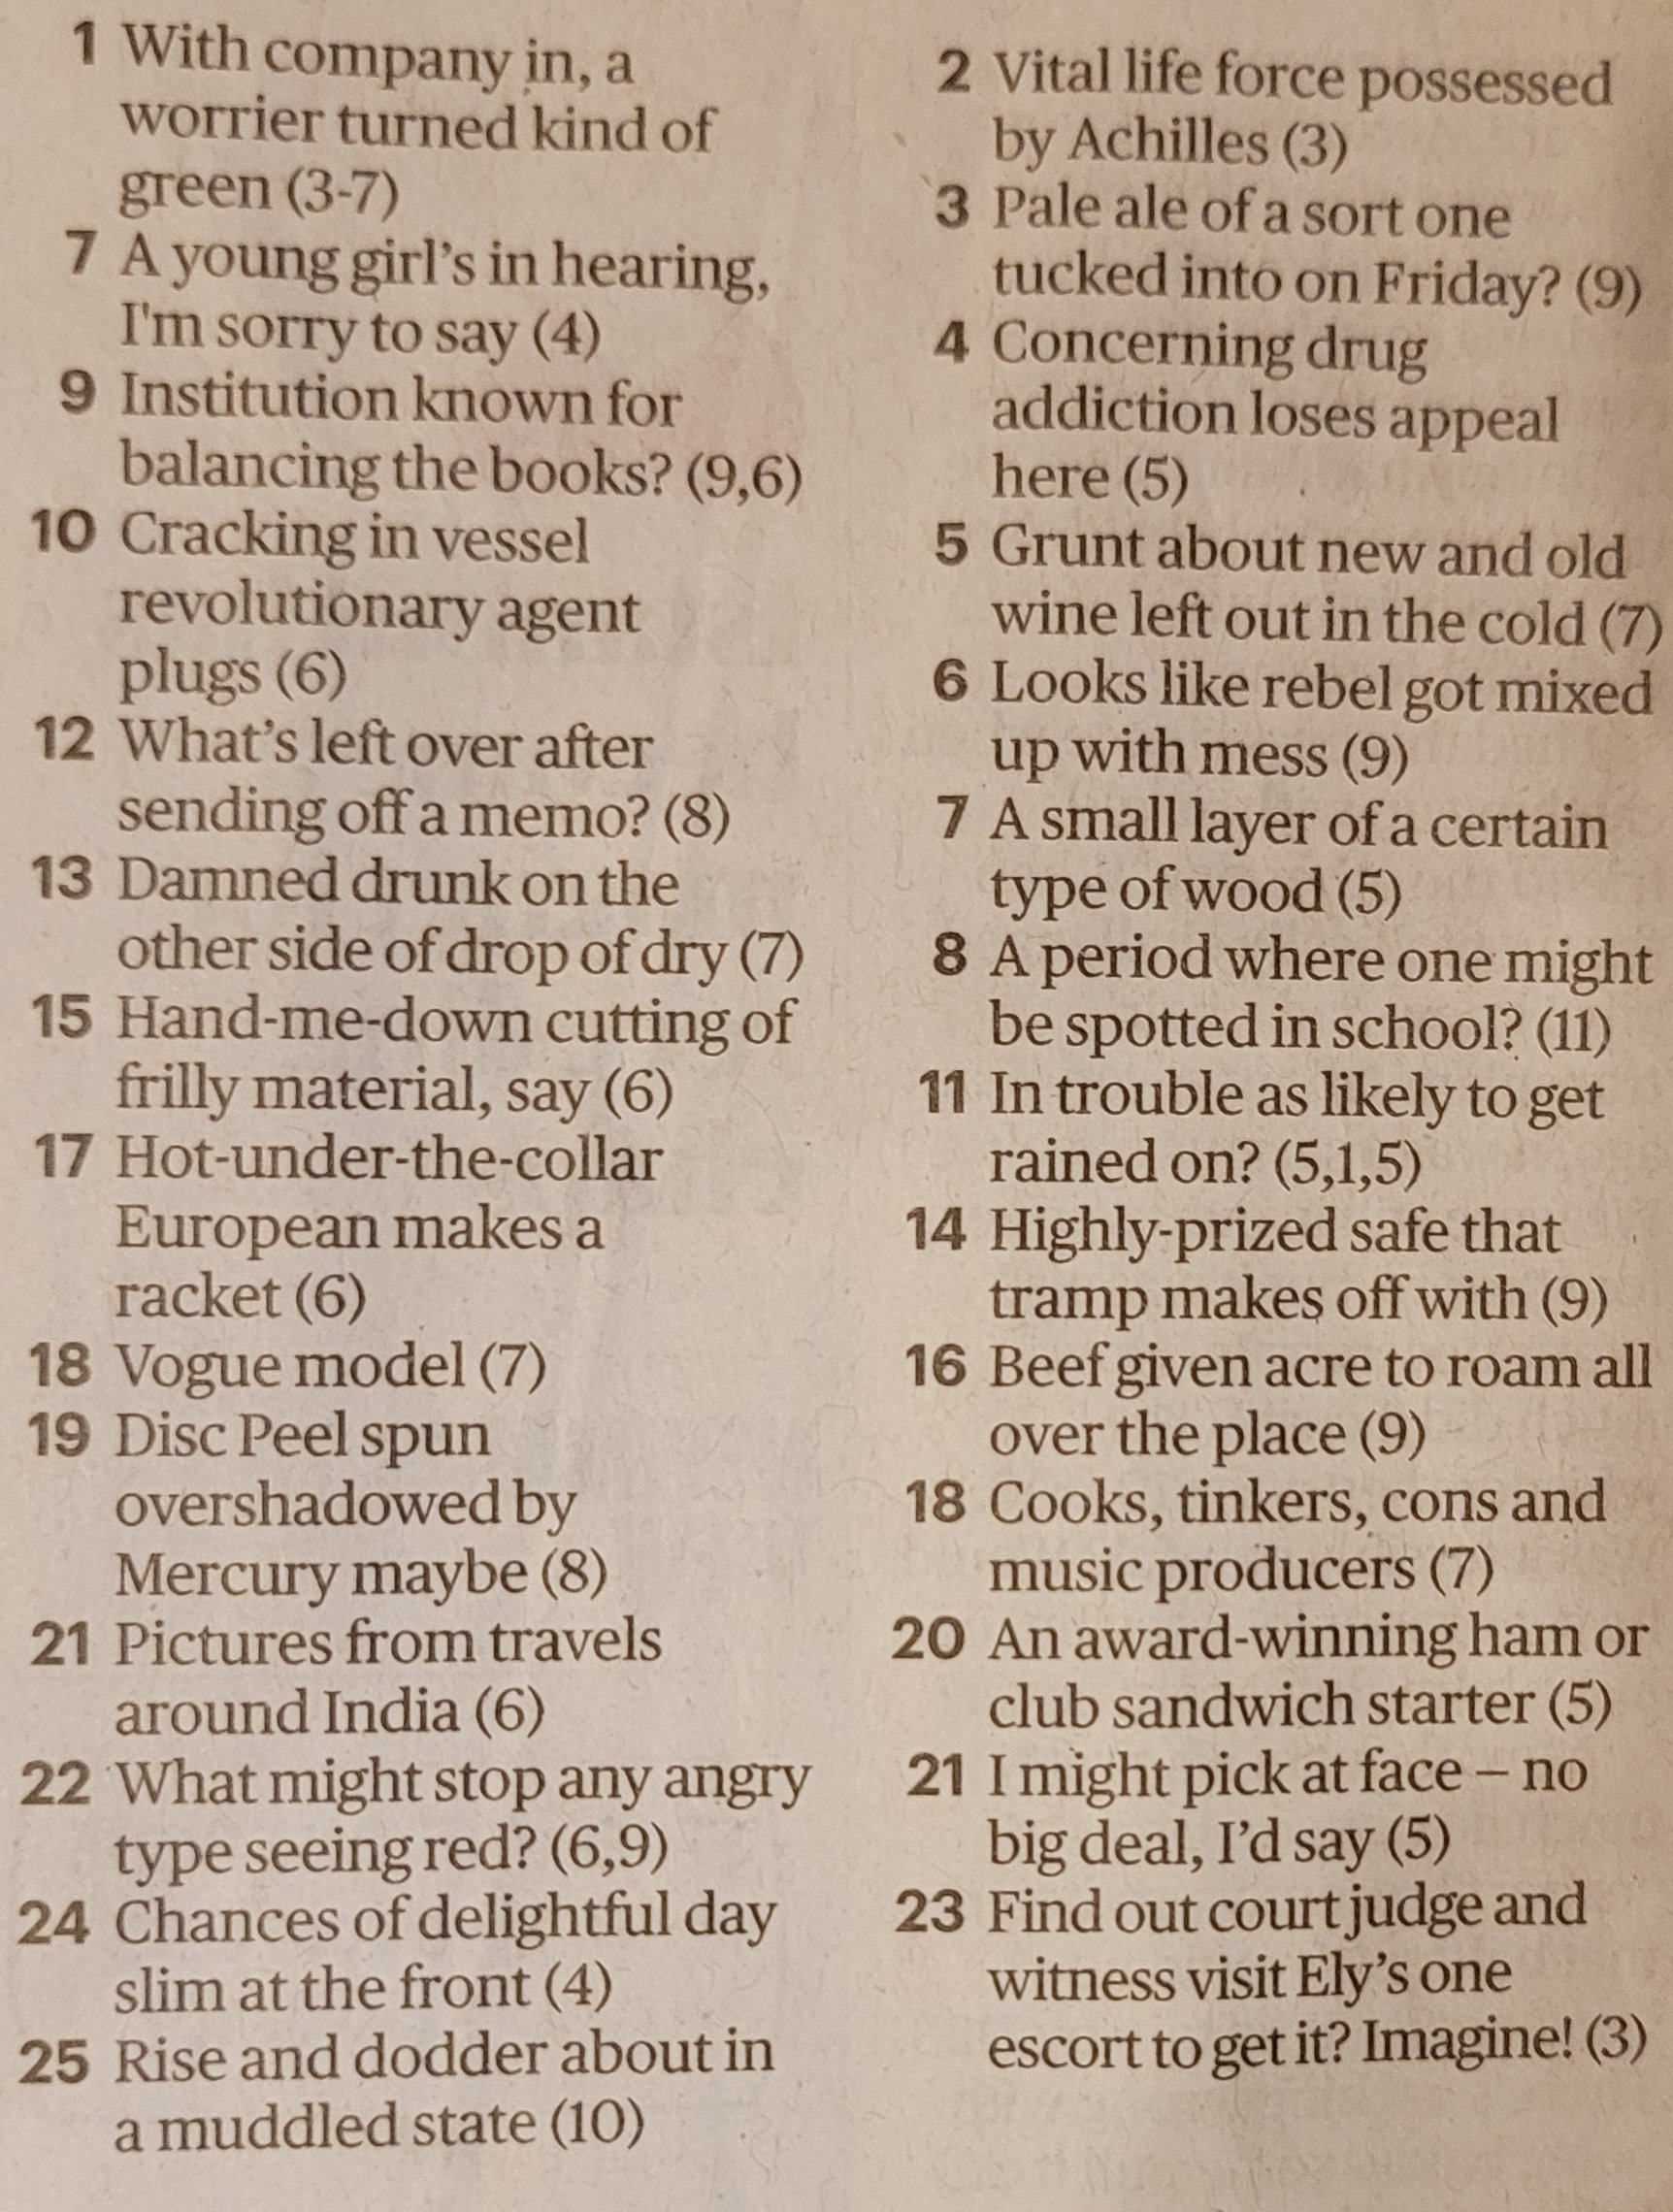 1 With company in, a
worrier turned kind of
green (3-7)
7 A young girl's in hearing,
I'm sorry to say (4)
9 Institution known for
balancing the books? (9,6)
10 Cracking in vessel
revolutionary agent
plugs (6)
12 What's left over after
sending off a memo? (8)
13 Damned drunk on the
other side of drop of dry (7)
15 Hand-me-down cutting of
frilly material, say (6)
17 Hot-under-the-collar
European makes a
racket (6)
18 Vogue model (7)
19 Disc Peel spun
overshadowed by
Mercury maybe (8)
21 Pictures from travels
around India (6)
22 What might stop any angry
type seeing red? (6,9)
24 Chances of delightful day
slim at the front (4)
25 Rise and dodder about in
a muddled state (10)
2 Vital life force possessed
by Achilles (3)
3 Pale ale of a sort one
tucked into on Friday? (9)
4 Concerning drug
addiction loses appeal
here (5)
5 Grunt about new and old
wine left out in the cold (7)
6 Looks like rebel got mixed
up with mess (9)
7 A small layer of a certain
type of wood (5)
8 A period where one might
be spotted in school? (11)
11 In trouble as likely to get
rained on? (5,1,5)
14 Highly-prized safe that
tramp makes off with (9)
16 Beef given acre to roam all
over the place (9)
18 Cooks, tinkers, cons and
music producers (7)
20 An award-winning ham or
club sandwich starter (5)
21 I might pick at face – no
big deal, I'd say (5)
23 Find out court judge and
witness visit Ely's one
escort to get it? Imagine! (3)